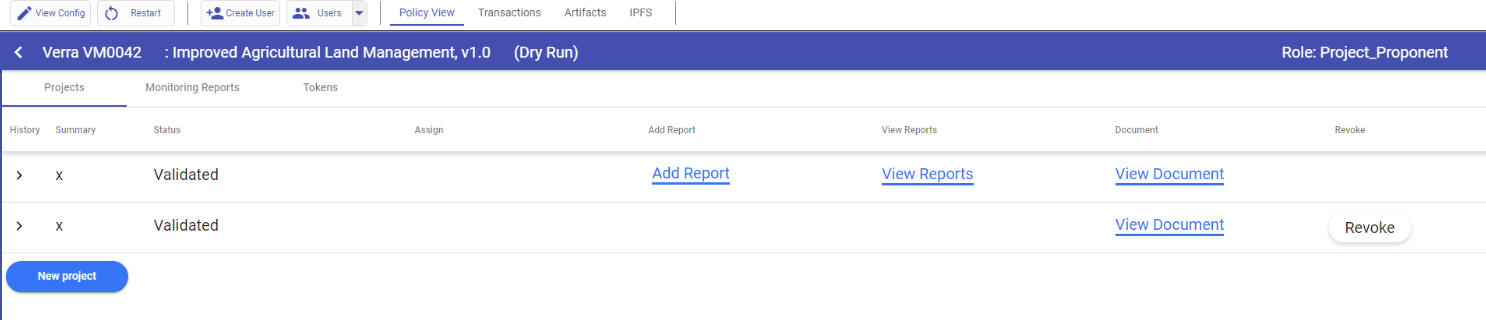 View Config Restart Create User Users Policy View Transactions Artifacts IPFS
Verra VM0042 : Improved Agricultural Land Management, v1.0 (Dry Run) Role: Project_Proponent
Projects Monitoring Reports Tokens
History Summary Status Assign Add Report View Reports Document Revoke
x Validated Add Report View Reports View Document
x Validated View Document Revoke
New project